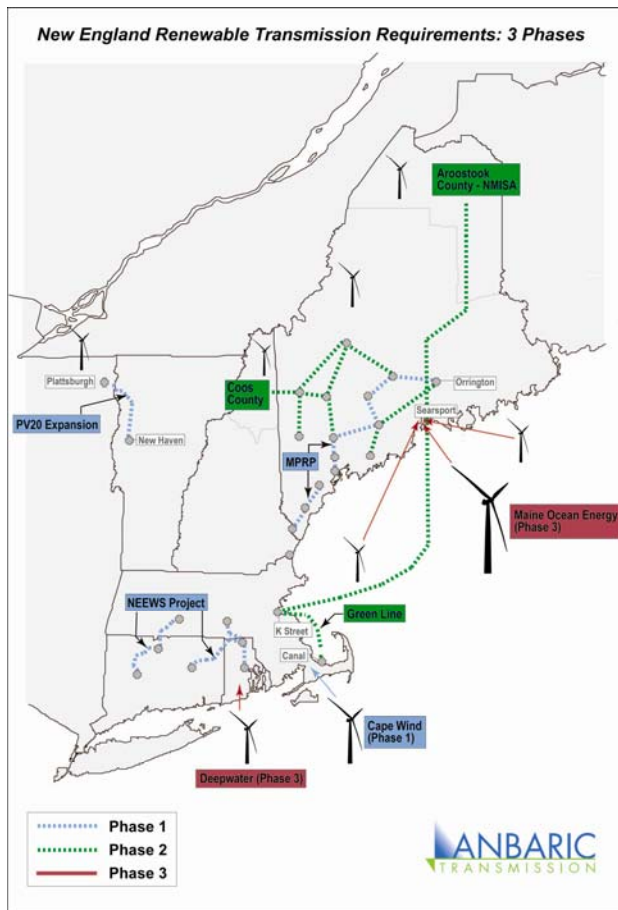 New England Renewable Transmission Requirements: 3 Phases
Aroostook
County - NMISA
Plattsburgh
Coos
County
Orrington
PV20 Expansion
Searsport
New Haven
MPRP
Maine Ocean Energy
(Phase 3)
NEEWS Project
K Street
Green Line
Canal
Cape Wind
(Phase 1)
Deepwater (Phase 3)
Phase 1
Phase 2
Phase 3
ANBARIC
TRANSMISSION